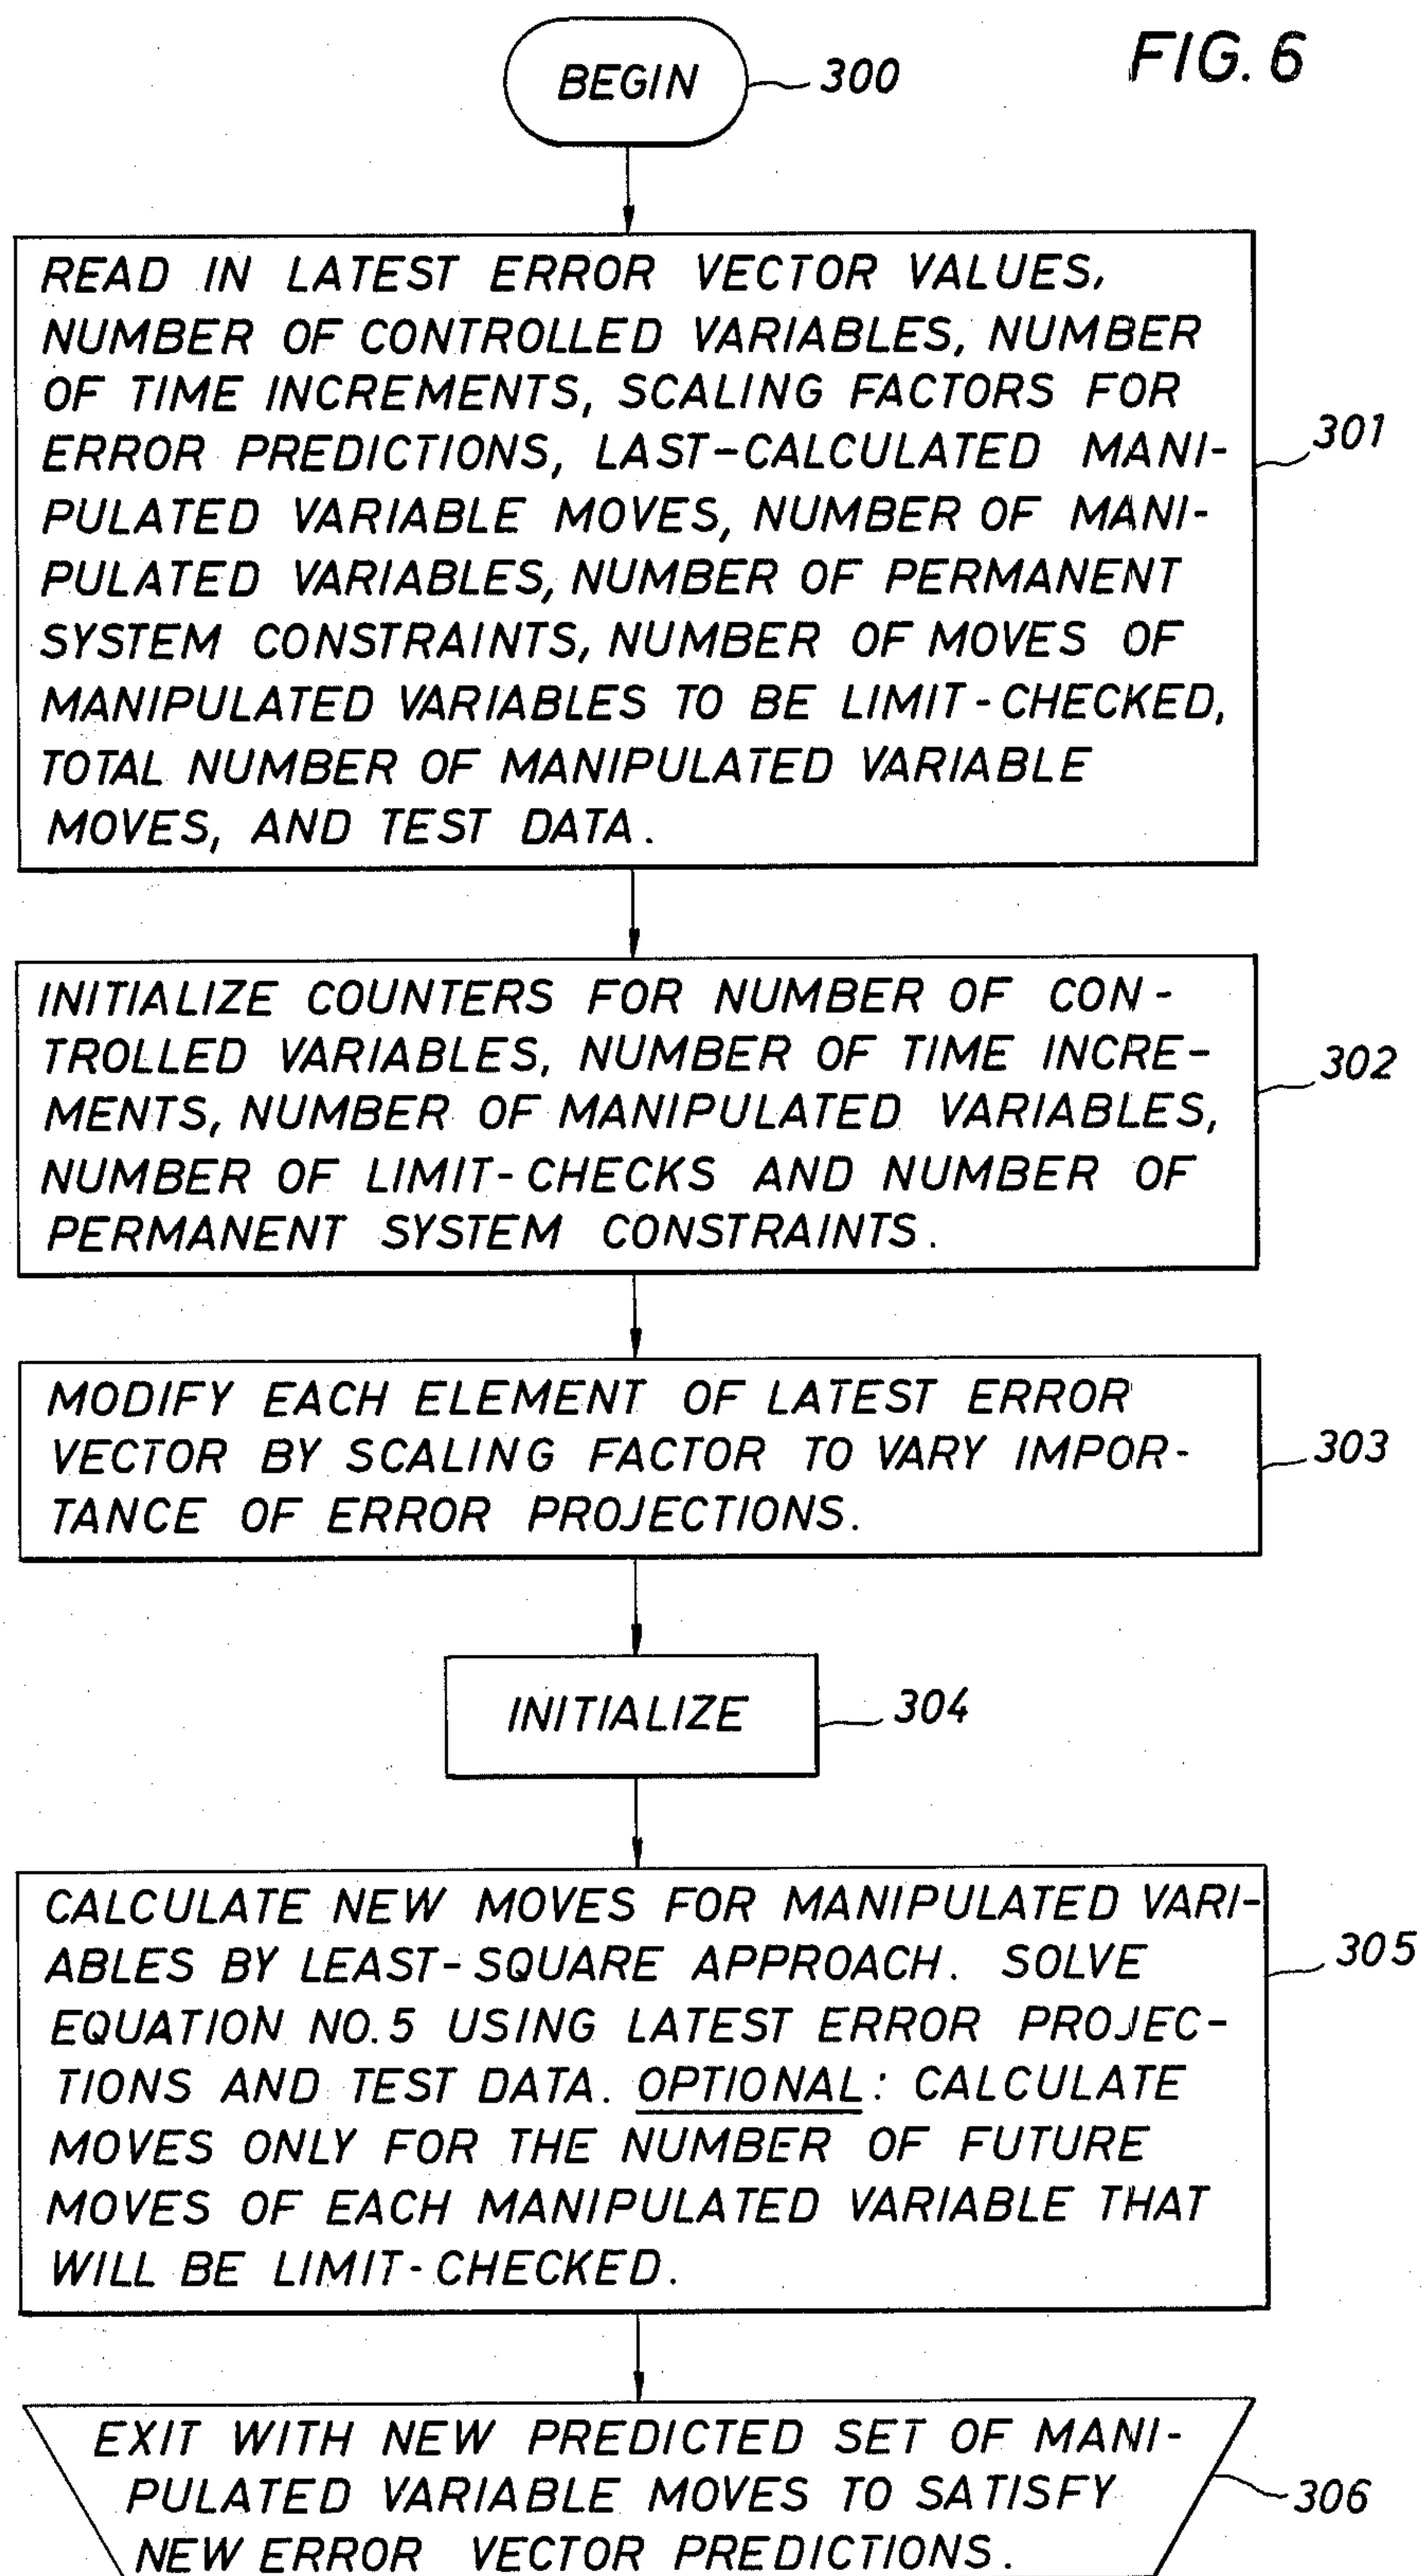 FIG. 6
BEGIN
300
READ IN LATEST ERROR VECTOR VALUES,
NUMBER OF CONTROLLED VARIABLES, NUMBER
OF TIME INCREMENTS, SCALING FACTORS FOR
ERROR PREDICTIONS, LAST-CALCULATED MANI-
PULATED VARIABLE MOVES, NUMBER OF MANI-
PULATED VARIABLES, NUMBER OF PERMANENT
SYSTEM CONSTRAINTS, NUMBER OF MOVES OF
MANIPULATED VARIABLES TO BE LIMIT-CHECKED,
TOTAL NUMBER OF MANIPULATED VARIABLE
MOVES, AND TEST DATA.
301
INITIALIZE COUNTERS FOR NUMBER OF CON-
TROLLED VARIABLES, NUMBER OF TIME INCRE-
MENTS, NUMBER OF MANIPULATED VARIABLES,
NUMBER OF LIMIT-CHECKS AND NUMBER OF
PERMANENT SYSTEM CONSTRAINTS.
302
MODIFY EACH ELEMENT OF LATEST ERROR
VECTOR BY SCALING FACTOR TO VARY IMPOR-
TANCE OF ERROR PROJECTIONS.
303
INITIALIZE
304
CALCULATE NEW MOVES FOR MANIPULATED VARI-
ABLES BY LEAST-SQUARE APPROACH. SOLVE
EQUATION NO. 5 USING LATEST ERROR PROJEC-
TIONS AND TEST DATA. OPTIONAL: CALCULATE
MOVES ONLY FOR THE NUMBER OF FUTURE
MOVES OF EACH MANIPULATED VARIABLE THAT
WILL BE LIMIT-CHECKED.
305
EXIT WITH NEW PREDICTED SET OF MANI-
PULATED VARIABLE MOVES TO SATISFY
NEW ERROR VECTOR PREDICTIONS.
306